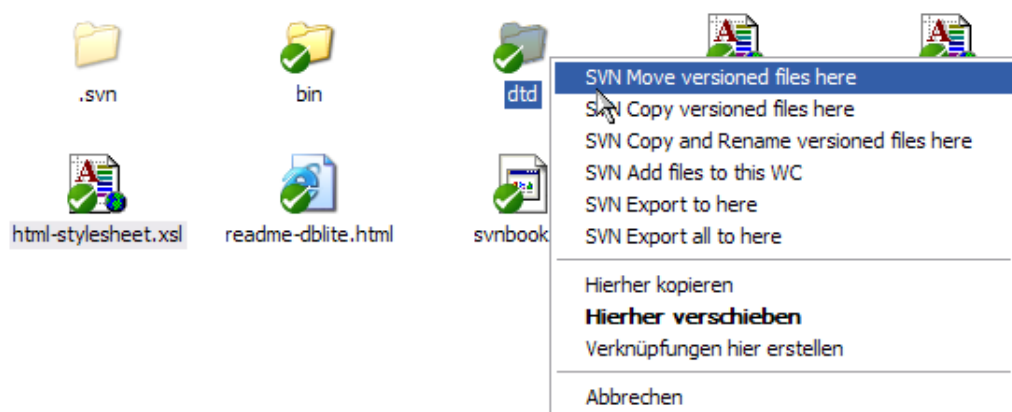 .svn
bin
dtd
html-stylesheet.xsl
readme-dblite.html
svnbook
SVN Move versioned files here
SVN Copy versioned files here
SVN Copy and Rename versioned files here
SVN Add files to this WC
SVN Export to here
SVN Export all to here
Hierher kopieren
Hierher verschieben
Verknüpfungen hier erstellen
Abbrechen